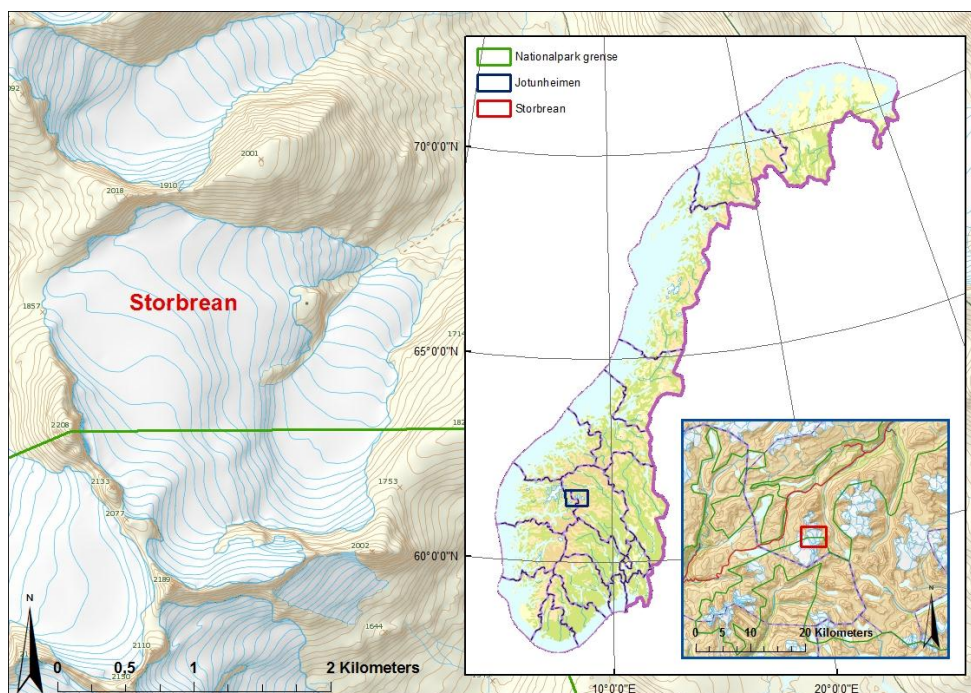 Nationalpark grense
Jotunheimen
Storbrean
70°0'0"N
2001
2018
1910
Storbrean
1857
65°0'0"N
2208
1753
2133
2077
2002
60°0'0"N
2189
N
N
1644
2110
0 5 10 20 Kilometers
0 0,5 1 2 Kilometers
10°0'0"E
20°0'0"E